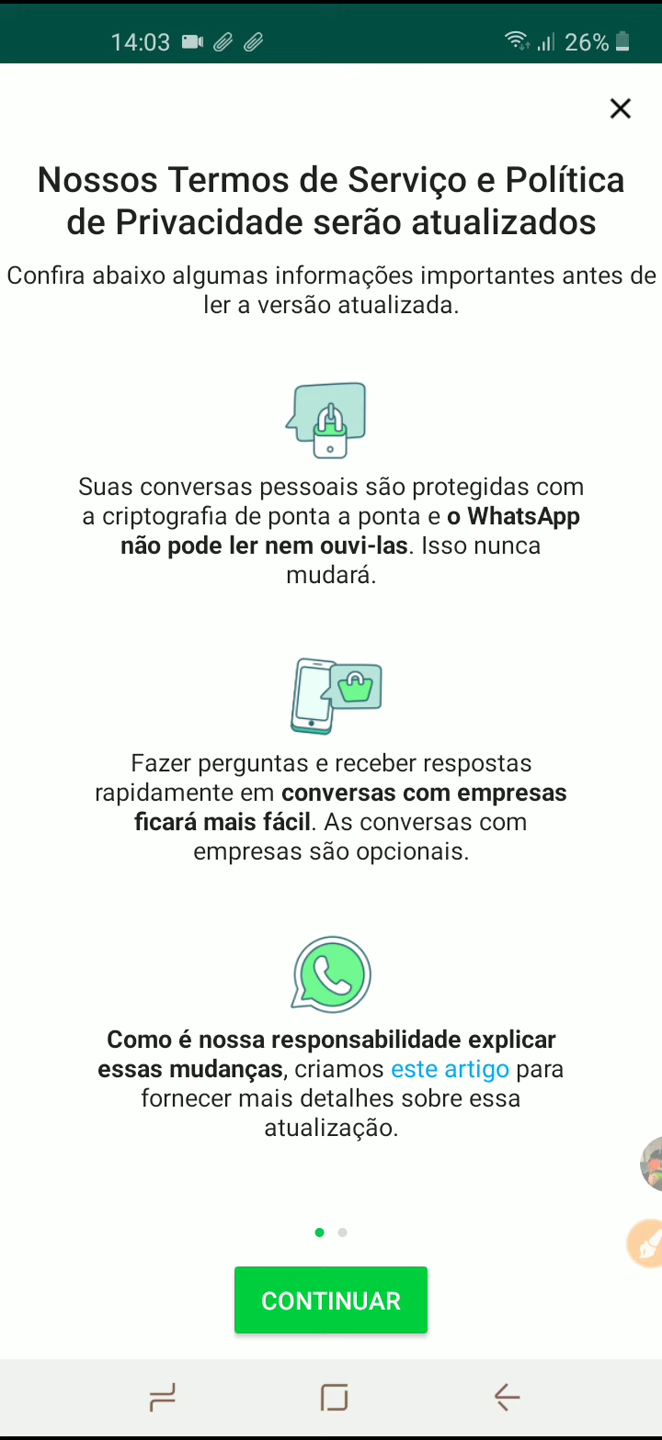 14:03
26%
Nossos Termos de Serviço e Política
de Privacidade serão atualizados
Confira abaixo algumas informações importantes antes de
ler a versão atualizada.
Suas conversas pessoais são protegidas com
a criptografia de ponta a ponta e o WhatsApp
não pode ler nem ouvi-las. Isso nunca
mudará.
Fazer perguntas e receber respostas
rapidamente em conversas com empresas
ficará mais fácil. As conversas com
empresas são opcionais.
Como é nossa responsabilidade explicar
essas mudanças, criamos este artigo para
fornecer mais detalhes sobre essa
atualização.
CONTINUAR